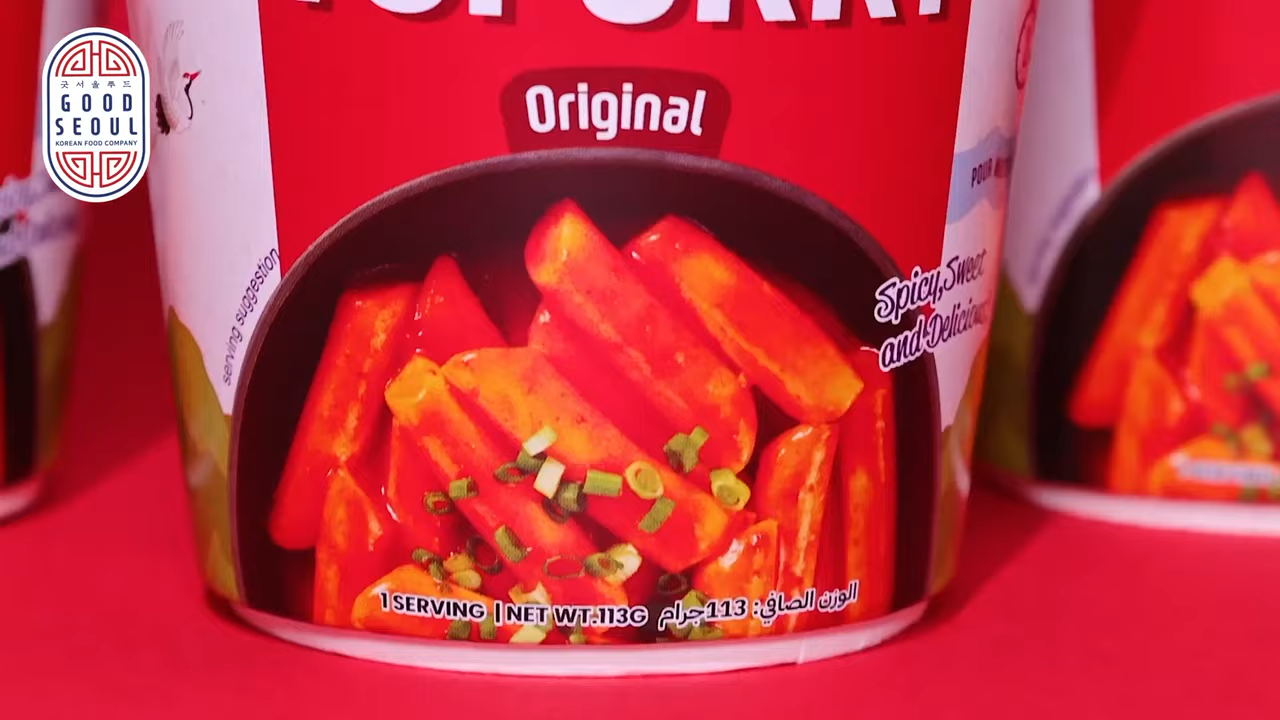 굿서울푸드
GOOD
SEOUL
KOREAN FOOD COMPANY
Original
POUR
serving suggestion
Spicy, Sweet
and Delicious
1 SERVING | NET WT.113G الوزن الصافي: 113جرام